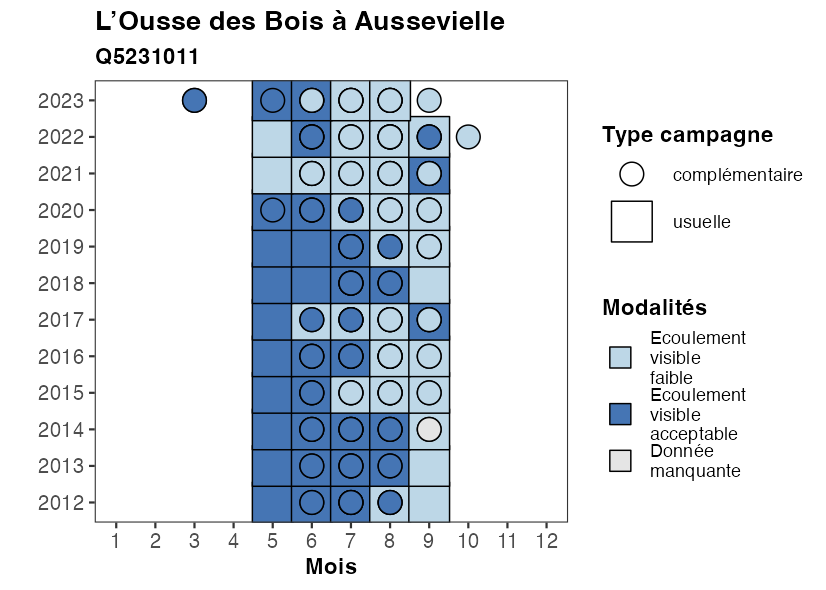 L’Ousse des Bois à Aussevielle
Q5231011
2023
2022
2021
2020
2019
2018
2017
2016
2015
2014
2013
2012
1 2 3 4 5 6 7 8 9 10 11 12
Mois
Type campagne
complémentaire
usuelle
Modalités
Ecoulement
visible
faible
Ecoulement
visible
acceptable
Donnée
manquante